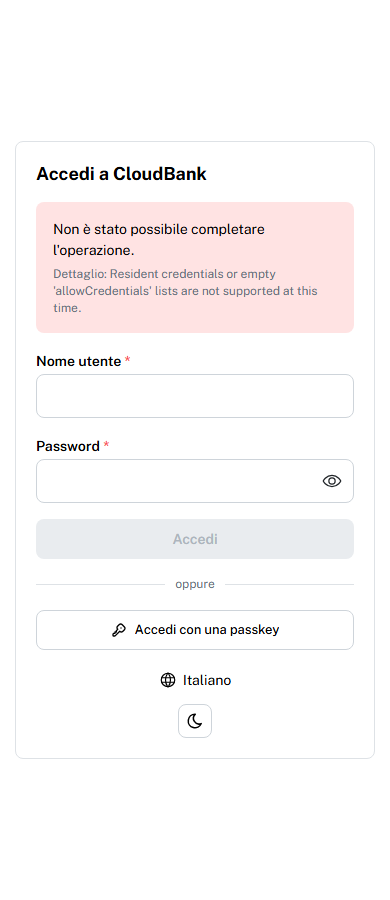 Accedi a CloudBank
Non è stato possibile completare
l'operazione.
Dettaglio: Resident credentials or empty
'allowCredentials' lists are not supported at this
time.
Nome utente *
Password *
Accedi
oppure
Accedi con una passkey
Italiano